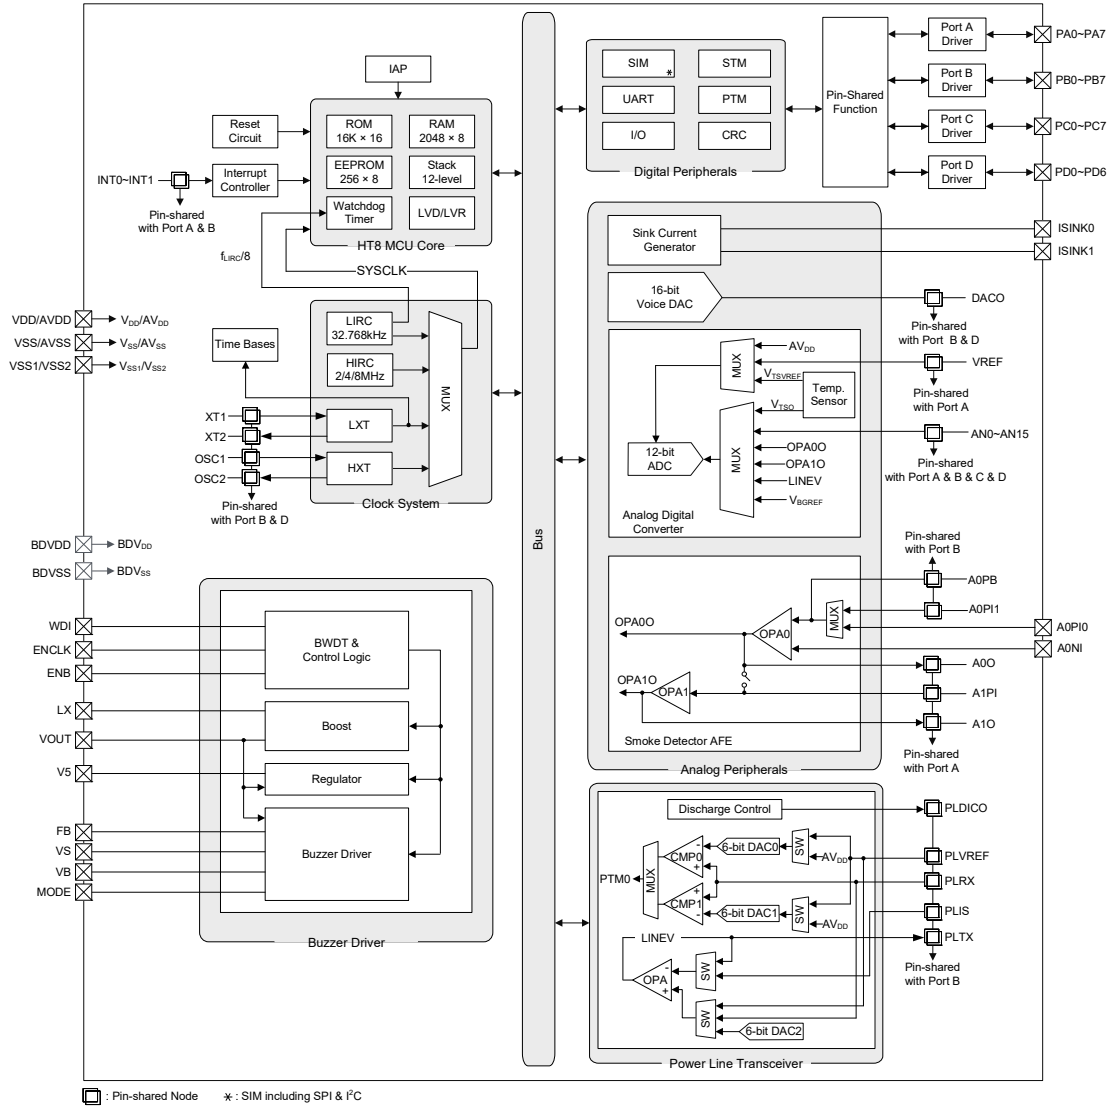 IAP
Reset
Circuit
INT0~INT1
Interrupt
Controller
Pin-shared
with Port A & B
ROM
16K × 16
RAM
2048 × 8
EEPROM
256 × 8
Stack
12-level
Watchdog
Timer
LVD/LVR
HT8 MCU Core
fLIRC/8
SYSCLK
VDD/AVDD
VDD/AVDD
VSS/AVSS
VSS/AVSS
VSS1/VSS2
VSS1/VSS2
Time Bases
LIRC
32.768kHz
HIRC
2/4/8MHz
MUX
XT1
XT2
LXT
OSC1
OSC2
HXT
Pin-shared
with Port B & D
Clock System
BDVDD
BDVDD
BDVSS
BDVSS
WDI
ENCLK
ENB
BWDT &
Control Logic
LX
VOUT
Boost
V5
Regulator
FB
VS
VB
MODE
Buzzer Driver
Buzzer Driver
Bus
SIM
*
STM
UART
PTM
I/O
CRC
Digital Peripherals
Pin-Shared
Function
Port A
Driver
PA0~PA7
Port B
Driver
PB0~PB7
Port C
Driver
PC0~PC7
Port D
Driver
PD0~PD6
Sink Current
Generator
ISINK0
ISINK1
16-bit
Voice DAC
DACO
Pin-shared
with Port B & D
AVDD
MUX
VREF
VTSVREF
Temp.
Sensor
Pin-shared
with Port A
VTSO
AN0~AN15
12-bit
ADC
MUX
OPA0O
OPA1O
LINEV
VBGREF
Pin-shared
with Port A & B & C & D
Analog Digital
Converter
Pin-shared
with Port B
A0PB
A0PI1
MUX
A0PI0
A0NI
OPA0O
OPA0
A0O
OPA1O
OPA1
A1PI
A1O
Smoke Detector AFE
Pin-shared
with Port A
Analog Peripherals
Discharge Control
PLDICO
PTM0
MUX
-
CMP0
+
6-bit DAC0
SW
AVDD
PLVREF
PLRX
+
CMP1
-
6-bit DAC1
SW
AVDD
PLIS
LINEV
PLTX
-
OPA
+
SW
SW
6-bit DAC2
Pin-shared
with Port B
Power Line Transceiver
: Pin-shared Node
* : SIM including SPI & I²C